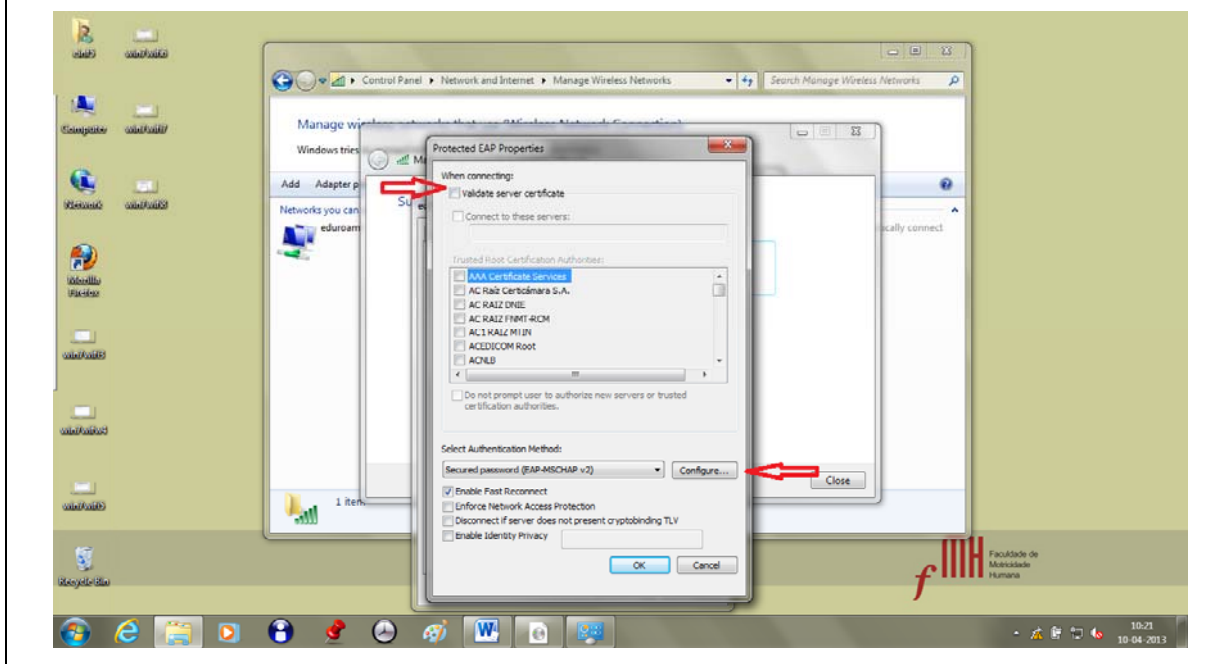 Control Panel ▸ Network and Internet ▸ Manage Wireless Networks
Search Manage Wireless Networks
Computer
Manage
Windows tries
Protected EAP Properties
When connecting:
Add Adapter p
Validate server certificate
Networks you can
Su
Connect to these servers:
eduroam
ically connect
Trusted Root Certification Authorities:
AAA Certificate Services
AC Raíz Certicámara S.A.
AC RAIZ DNIE
AC RAIZ FNMT-RCM
AC1 RAIZ MTIN
ACEDICOM Root
ACNLB
Do not prompt user to authorize new servers or trusted
certification authorities.
Select Authentication Method:
Secured password (EAP-MSCHAP v2)
Configure...
Close
Enable Fast Reconnect
1 item
Enforce Network Access Protection
Disconnect if server does not present cryptobinding TLV
Enable Identity Privacy
OK
Cancel
fMH
Faculdade de
Motricidade
Humana
Recycle Bin
10:21
10-04-2013